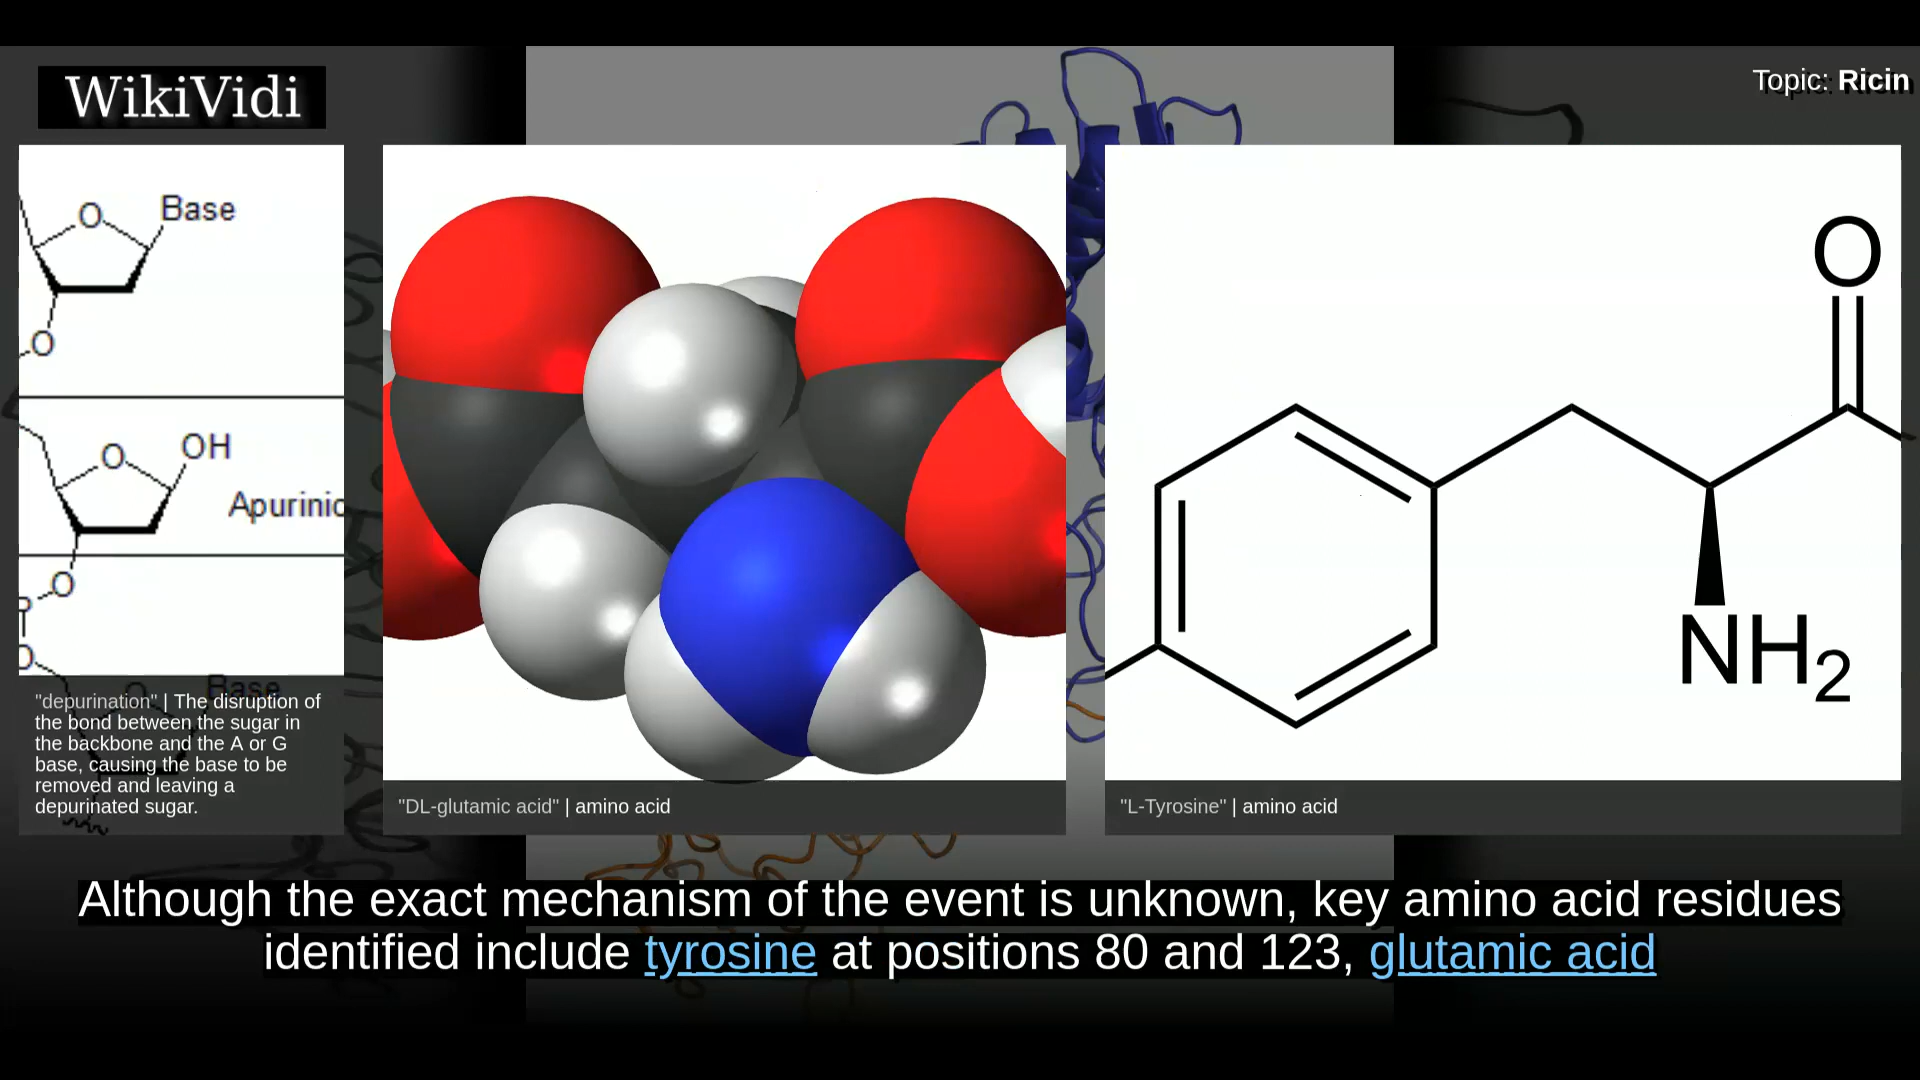 WikiVidi
Topic: Ricin
O
Base
O
O
OH
Apurinic
O
O
Base
"depurination" | The disruption of
the bond between the sugar in
the backbone and the A or G
base, causing the base to be
removed and leaving a
depurinated sugar.
"DL-glutamic acid" | amino acid
O
NH2
"L-Tyrosine" | amino acid
Although the exact mechanism of the event is unknown, key amino acid residues
identified include tyrosine at positions 80 and 123, glutamic acid